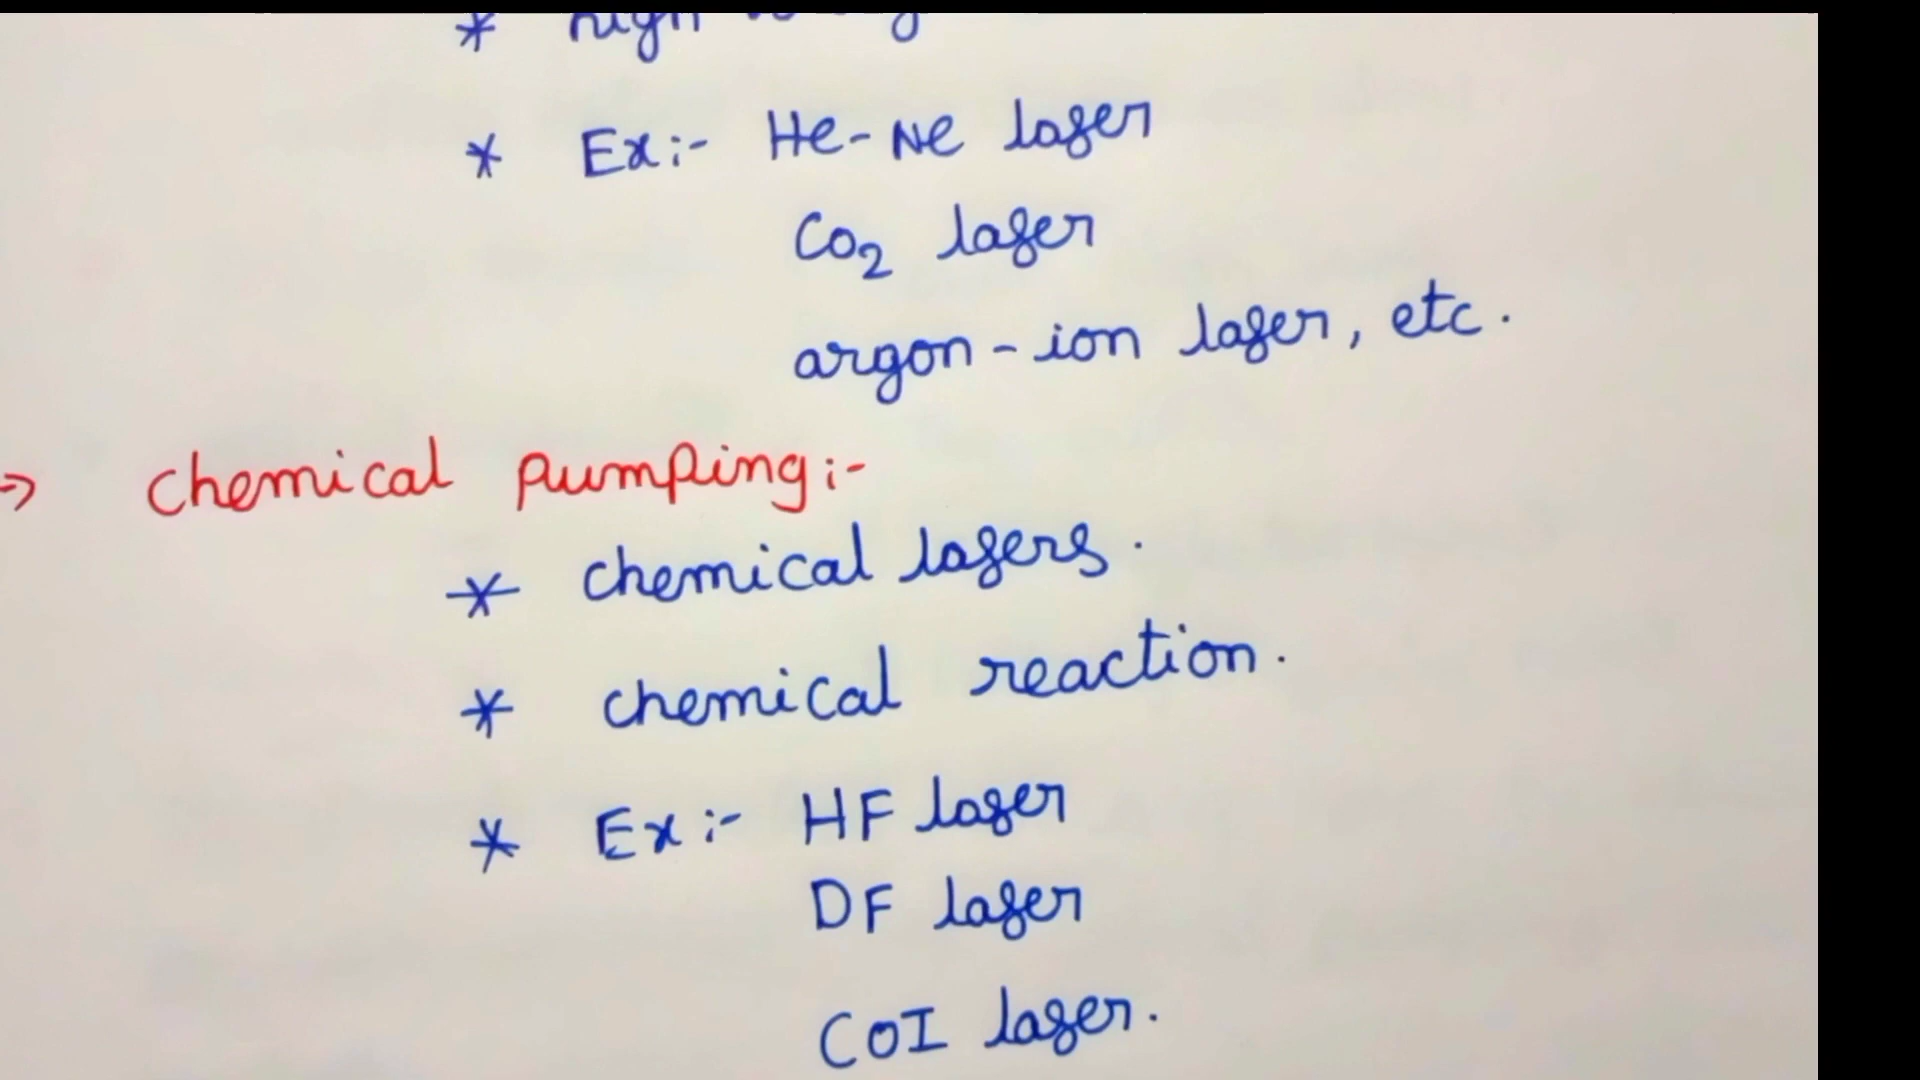 * high
* Ex:- He-Ne laser
Co2 laser
argon-ion laser, etc.
→ Chemical pumping:-
* chemical lasers.
* chemical reaction.
* Ex:- HF laser
DF laser
COI laser.